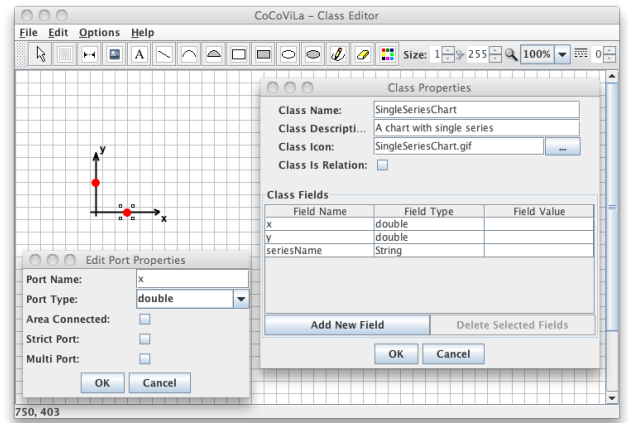 CoCoViLa – Class Editor
File Edit Options Help
A Size: 1 255 100% 0
Class Properties
Class Name: SingleSeriesChart
Class Descripti... A chart with single series
Class Icon: SingleSeriesChart.gif ...
Class Is Relation:
Class Fields
Field Name Field Type Field Value
x double
y double
seriesName String
Add New Field Delete Selected Fields
OK Cancel
y
x
Edit Port Properties
Port Name: x
Port Type: double
Area Connected:
Strict Port:
Multi Port:
OK Cancel
750, 403